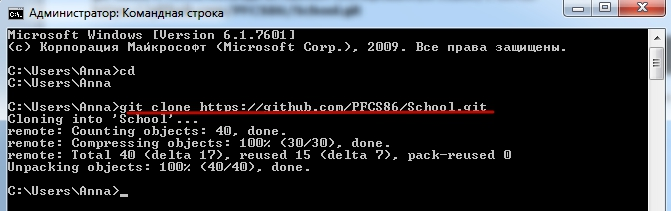 Администратор: Командная строка
Microsoft Windows [Version 6.1.7601]
(c) Корпорация Майкрософт (Microsoft Corp.), 2009. Все права защищены.
C:\Users\Anna>cd
C:\Users\Anna
C:\Users\Anna>git clone https://github.com/PFCS86/School.git
Cloning into 'School'...
remote: Counting objects: 40, done.
remote: Compressing objects: 100% (30/30), done.
remote: Total 40 (delta 17), reused 15 (delta 7), pack-reused 0
Unpacking objects: 100% (40/40), done.
C:\Users\Anna>_